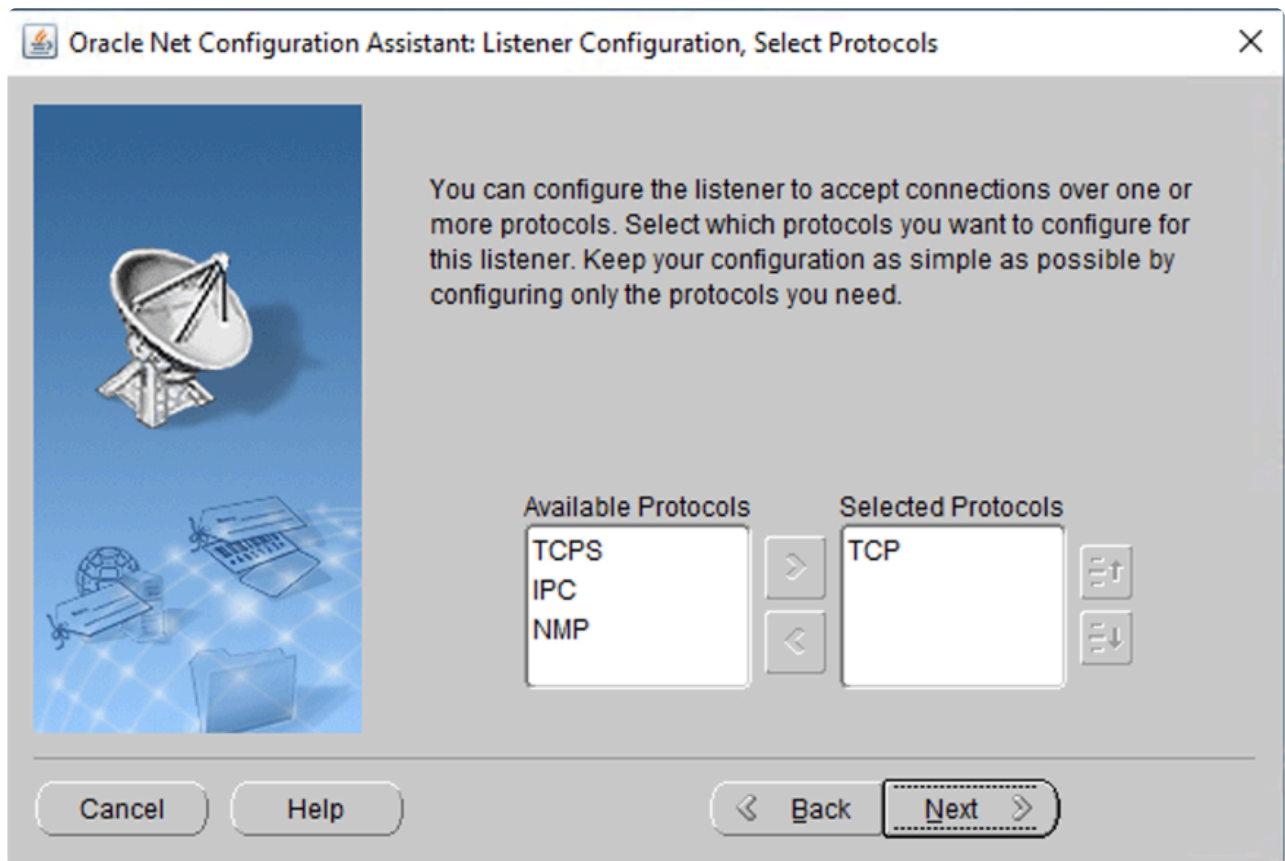 Oracle Net Configuration Assistant: Listener Configuration, Select Protocols
You can configure the listener to accept connections over one or
more protocols. Select which protocols you want to configure for
this listener. Keep your configuration as simple as possible by
configuring only the protocols you need.
Available Protocols
TCPS
IPC
NMP
Selected Protocols
TCP
Cancel
Help
Back
Next